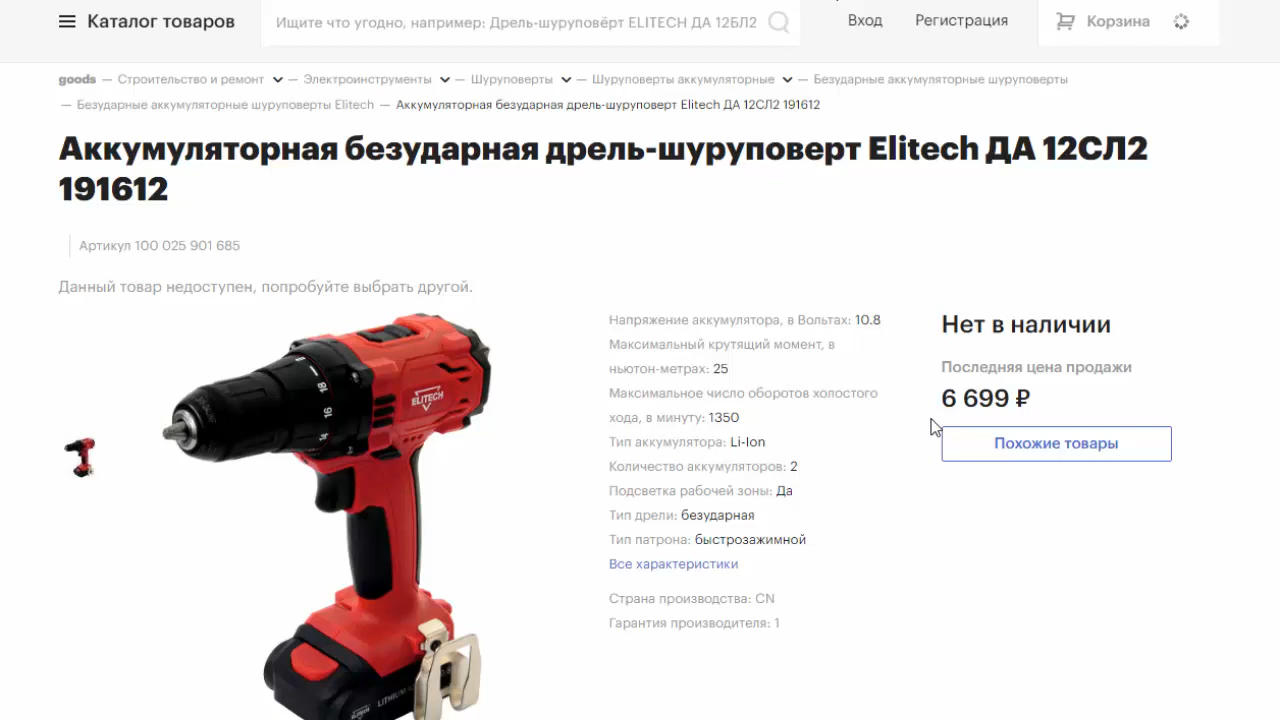 Каталог товаров
Ищите что угодно, например: Дрель-шуруповёрт ELITECH ДА 12БЛ2
Вход
Регистрация
Корзина
goods — Строительство и ремонт — Электроинструменты — Шуруповерты — Шуруповерты аккумуляторные — Безударные аккумуляторные шуруповерты
— Безударные аккумуляторные шуруповерты Elitech — Аккумуляторная безударная дрель-шуруповерт Elitech ДА 12СЛ2 191612
Аккумуляторная безударная дрель-шуруповерт Elitech ДА 12СЛ2
191612
Артикул 100 025 901 685
Данный товар недоступен, попробуйте выбрать другой.
18
16
14
ELITECH
LITHIUM
ELITECH
Напряжение аккумулятора, в Вольтах: 10.8
Максимальный крутящий момент, в
ньютон-метрах: 25
Максимальное число оборотов холостого
хода, в минуту: 1350
Тип аккумулятора: Li-Ion
Количество аккумуляторов: 2
Подсветка рабочей зоны: Да
Тип дрели: безударная
Тип патрона: быстрозажимной
Все характеристики
Страна производства: CN
Гарантия производителя: 1
Нет в наличии
Последняя цена продажи
6 699 ₽
Похожие товары